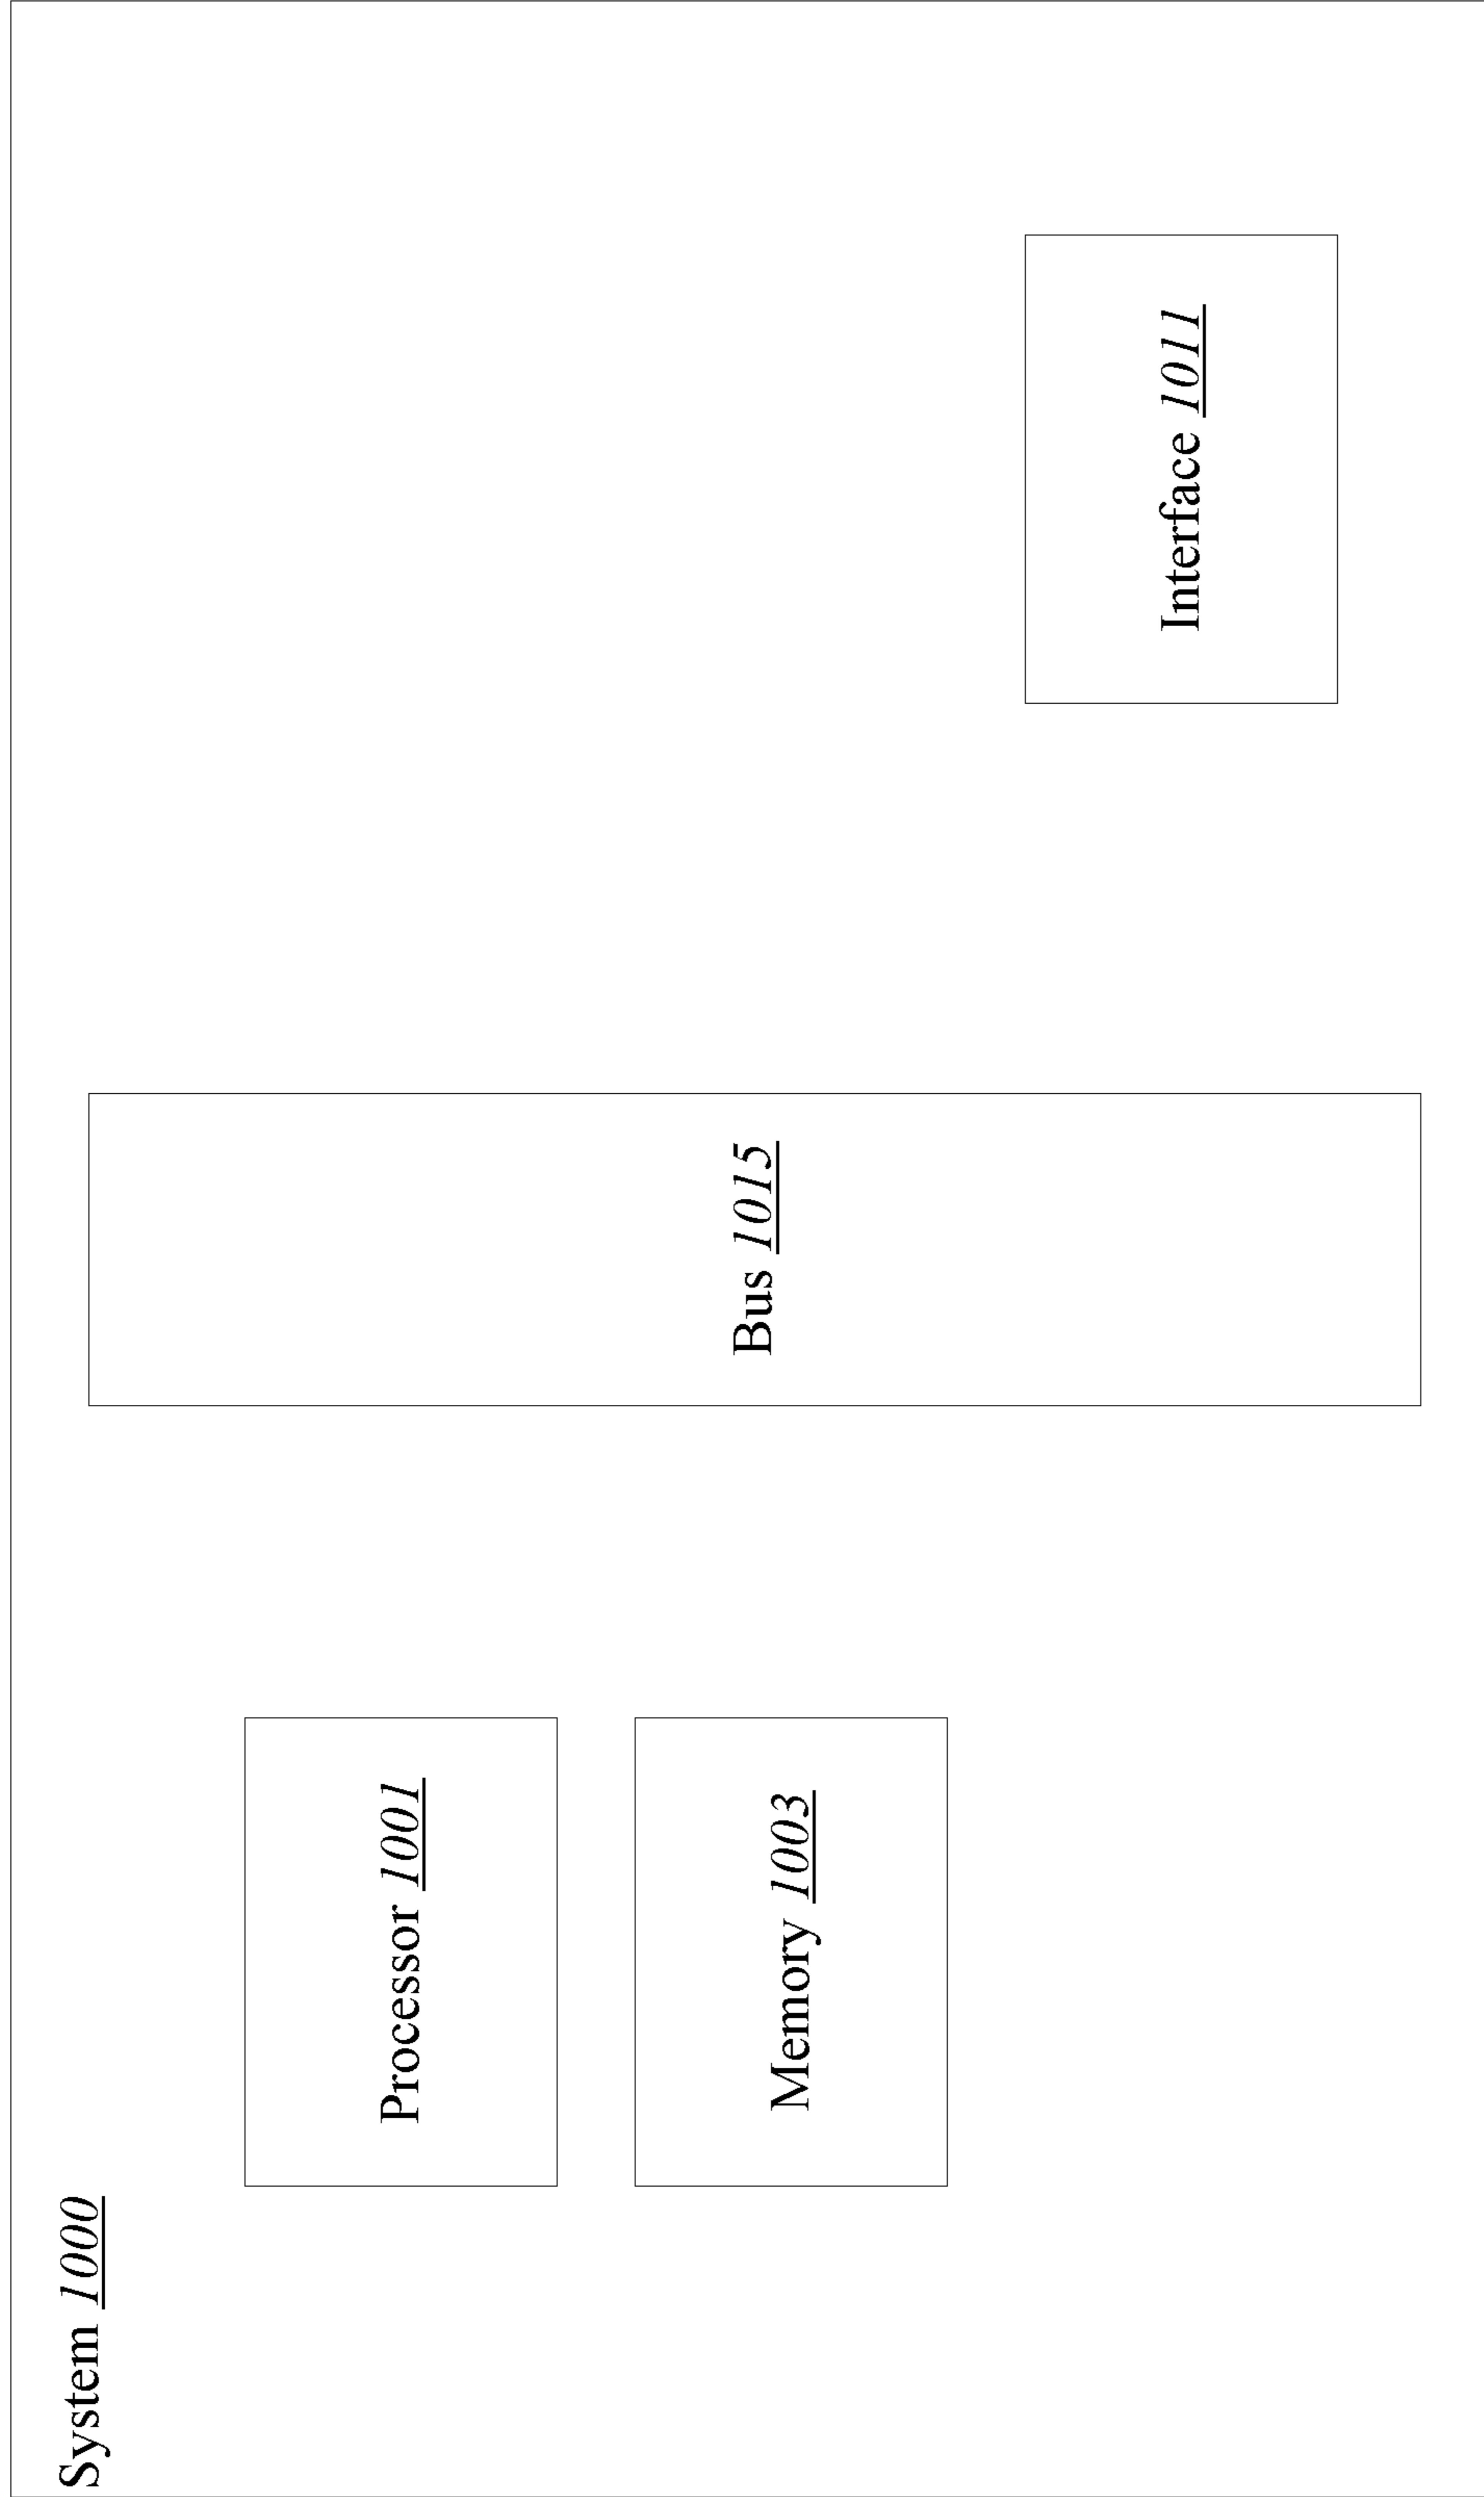 System 1000
Processor 1001
Memory 1003
Bus 1015
Interface 1011